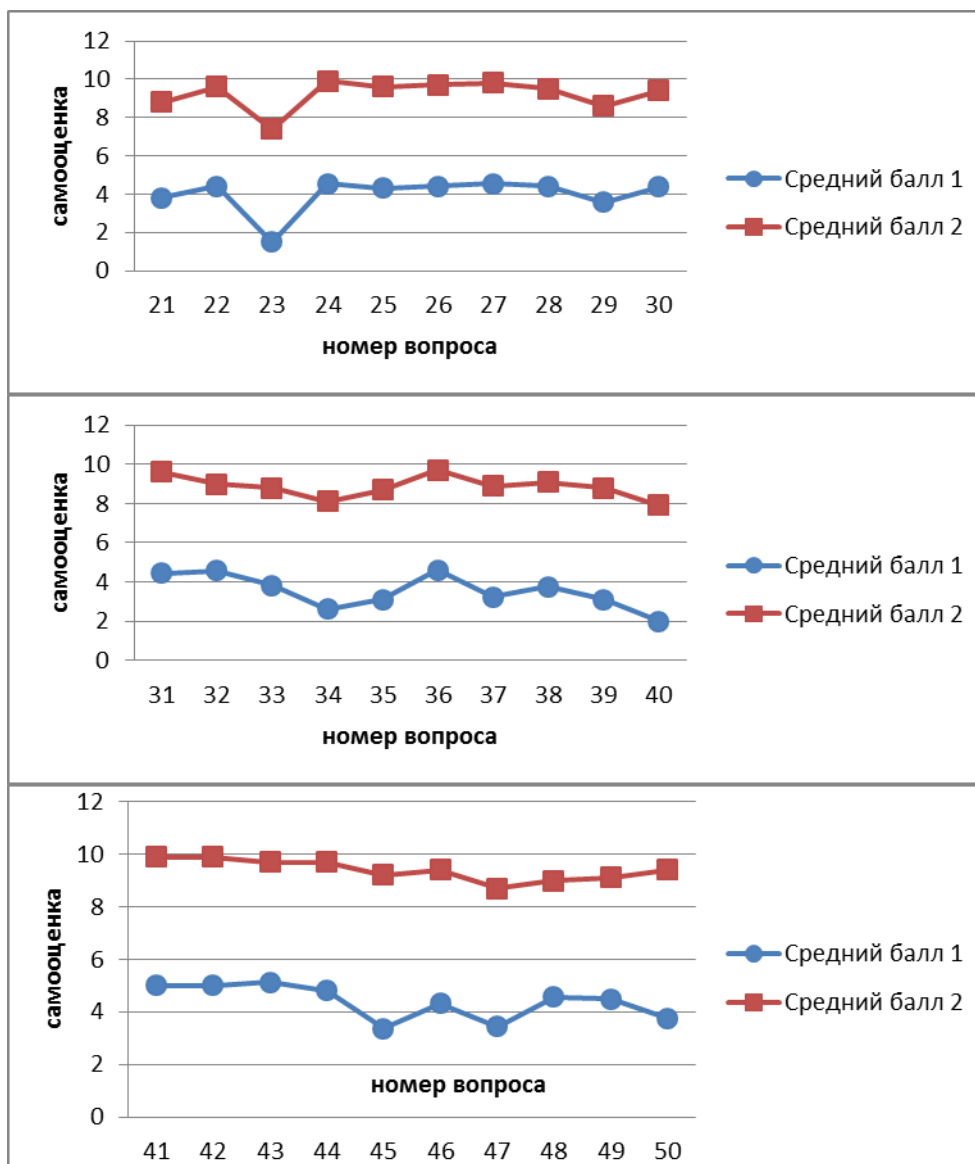 12
10
8
6
4
2
0
самооценка
21 22 23 24 25 26 27 28 29 30
номер вопроса
Средний балл 1
Средний балл 2
12
10
8
6
4
2
0
самооценка
31 32 33 34 35 36 37 38 39 40
номер вопроса
Средний балл 1
Средний балл 2
12
10
8
6
4
2
0
самооценка
номер вопроса
41 42 43 44 45 46 47 48 49 50
Средний балл 1
Средний балл 2